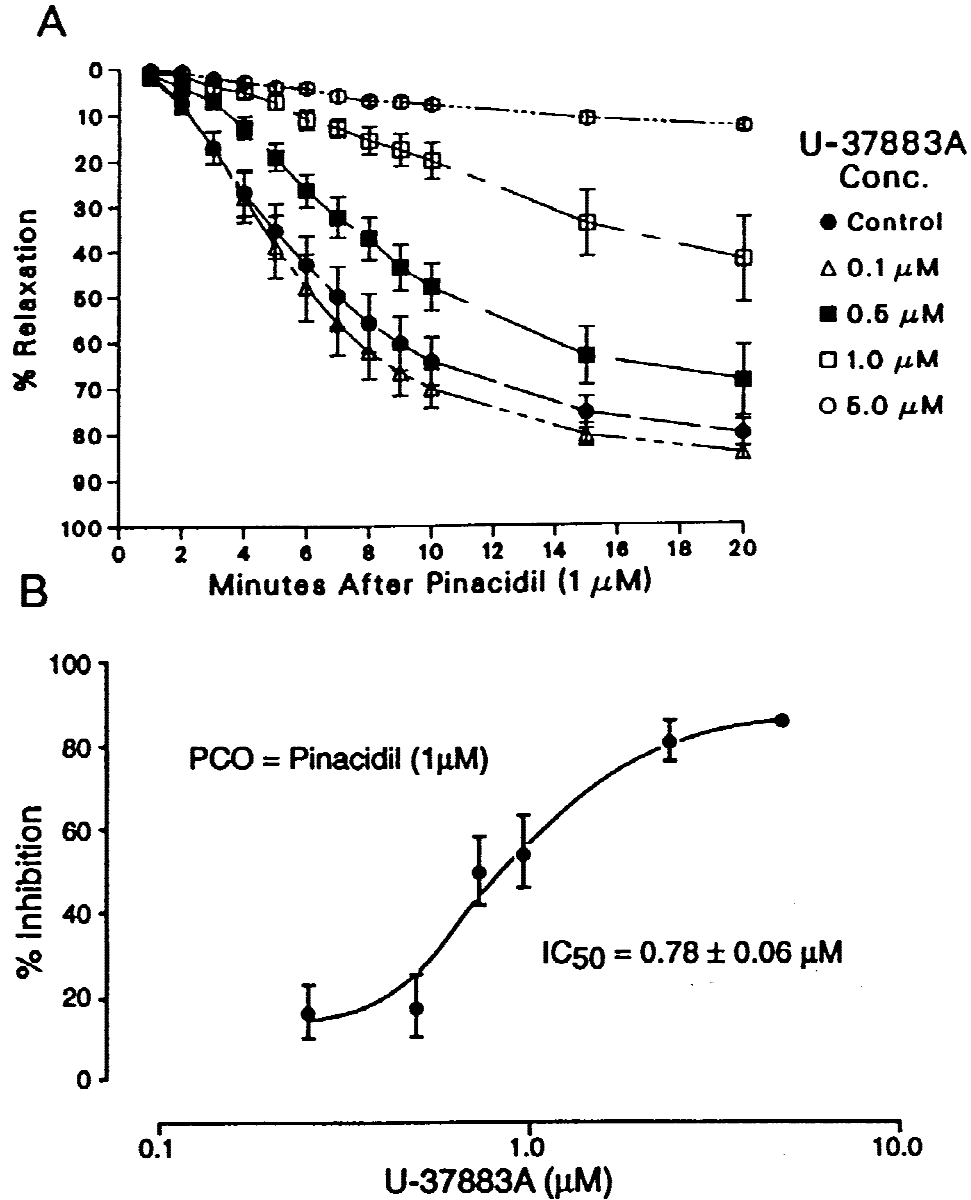 A
0
10
20
30
40
50
60
70
80
90
100
% Relaxation
0 2 4 6 8 10 12 14 16 18 20
Minutes After Pinacidil (1 μM)
U-37883A
Conc.
Control
0.1 μM
0.5 μM
1.0 μM
5.0 μM
B
100
80
60
40
20
0
% Inhibition
PCO = Pinacidil (1μM)
IC50 = 0.78 ± 0.06 μM
0.1 1.0 10.0
U-37883A (μM)